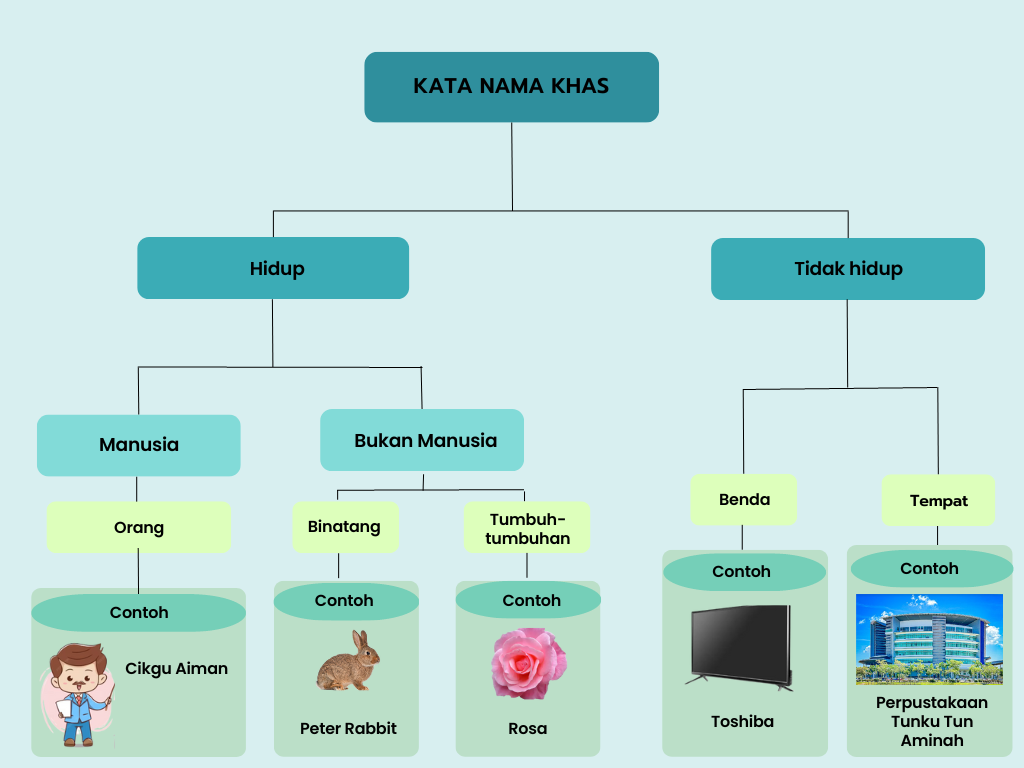 KATA NAMA KHAS
Hidup
Tidak hidup
Manusia
Bukan Manusia
Orang
Binatang
Tumbuh-
tumbuhan
Benda
Tempat
Contoh
Cikgu Aiman
Contoh
Peter Rabbit
Contoh
Rosa
Contoh
Toshiba
Contoh
Perpustakaan
Tunku Tun
Aminah